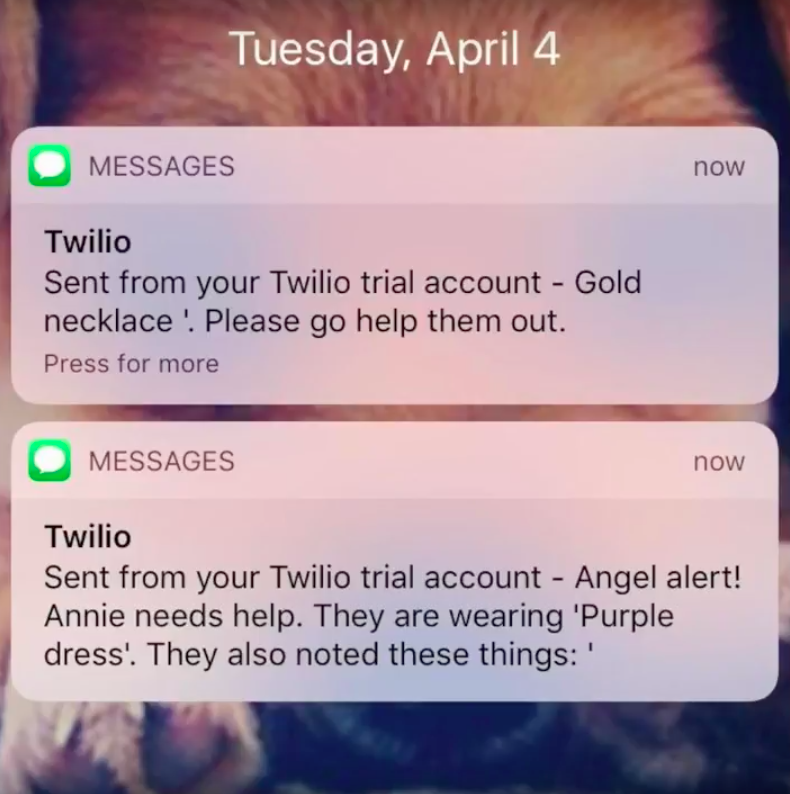 Tuesday, April 4
MESSAGES now
Twilio
Sent from your Twilio trial account - Gold
necklace '. Please go help them out.
Press for more
MESSAGES now
Twilio
Sent from your Twilio trial account - Angel alert!
Annie needs help. They are wearing 'Purple
dress'. They also noted these things: '